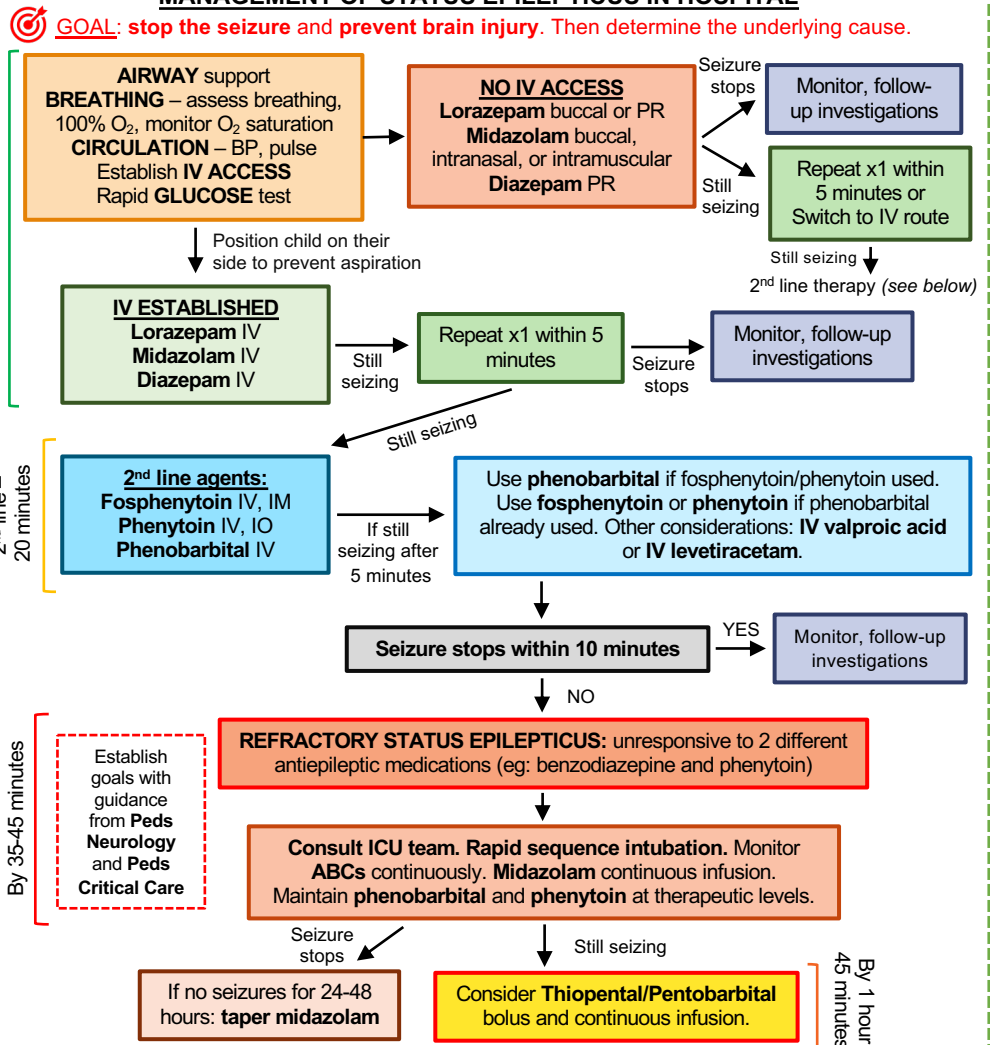 MANAGEMENT OF STATUS EPILEPTICUS IN HOSPITAL
GOAL: stop the seizure and prevent brain injury. Then determine the underlying cause.
AIRWAY support
BREATHING – assess breathing,
100% O₂, monitor O₂ saturation
CIRCULATION – BP, pulse
Establish IV ACCESS
Rapid GLUCOSE test
NO IV ACCESS
Lorazepam buccal or PR
Midazolam buccal,
intranasal, or intramuscular
Diazepam PR
Seizure
stops
Monitor, follow-
up investigations
Still
seizing
Repeat x1 within
5 minutes or
Switch to IV route
Still seizing
2nd line therapy (see below)
Position child on their
side to prevent aspiration
IV ESTABLISHED
Lorazepam IV
Midazolam IV
Diazepam IV
Still
seizing
Repeat x1 within 5
minutes
Seizure
stops
Monitor, follow-up
investigations
Still seizing
20 minutes
2nd line agents:
Fosphenytoin IV, IM
Phenytoin IV, IO
Phenobarbital IV
If still
seizing after
5 minutes
Use phenobarbital if fosphenytoin/phenytoin used.
Use fosphenytoin or phenytoin if phenobarbital
already used. Other considerations: IV valproic acid
or IV levetiracetam.
Seizure stops within 10 minutes
YES
Monitor, follow-up
investigations
NO
By 35-45 minutes
Establish
goals with
guidance
from Peds
Neurology
and Peds
Critical Care
REFRACTORY STATUS EPILEPTICUS: unresponsive to 2 different
antiepileptic medications (eg: benzodiazepine and phenytoin)
Consult ICU team. Rapid sequence intubation. Monitor
ABCs continuously. Midazolam continuous infusion.
Maintain phenobarbital and phenytoin at therapeutic levels.
Seizure
stops
Still seizing
If no seizures for 24-48
hours: taper midazolam
Consider Thiopental/Pentobarbital
bolus and continuous infusion.
By 1 hour
45 minutes